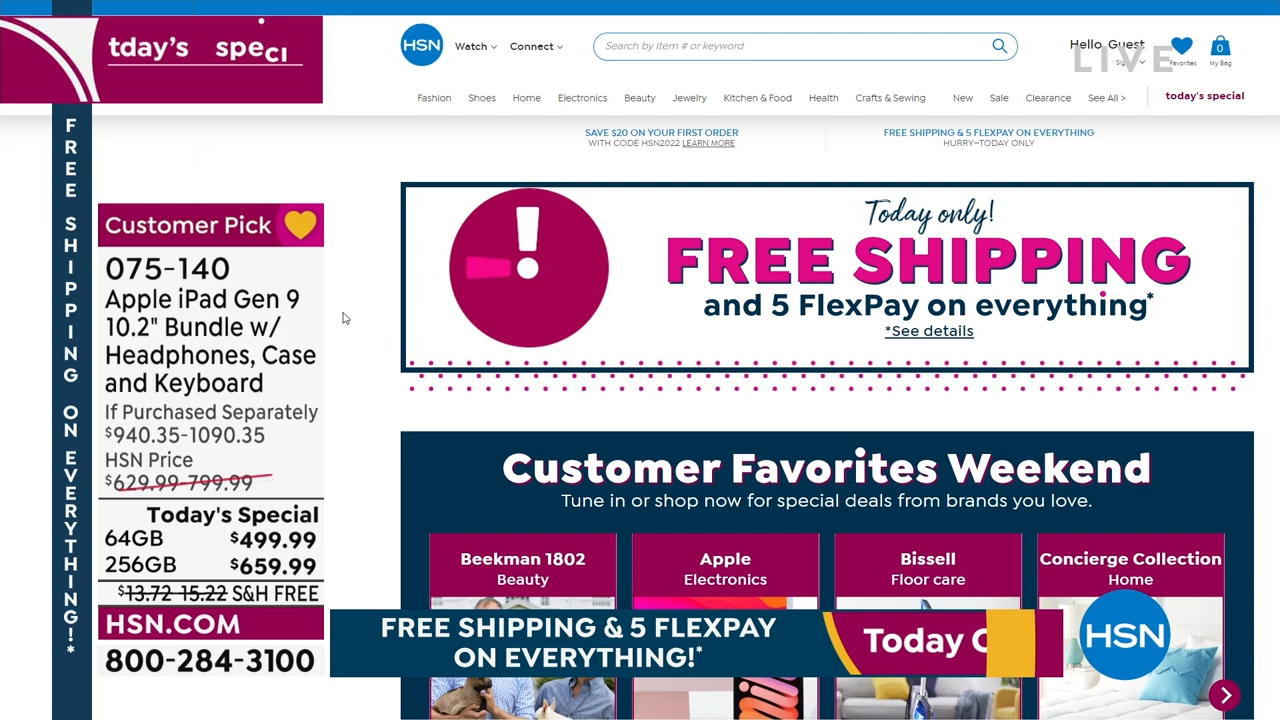 tday's speci
FREE SHIPPING ON EVERYTHING!*
Customer Pick
075-140
Apple iPad Gen 9
10.2" Bundle w/
Headphones, Case
and Keyboard
If Purchased Separately
$940.35-1090.35
HSN Price
$629.99-799.99
Today's Special
64GB $499.99
256GB $659.99
$13.72-15.22 S&H FREE
HSN.COM
800-284-3100
HSN
Watch
Connect
Search by item # or keyword
Hello, Guest
LIVE
Favorites
0
My Bag
Fashion Shoes Home Electronics Beauty Jewelry Kitchen & Food Health Crafts & Sewing New Sale Clearance See All > today's special
SAVE $20 ON YOUR FIRST ORDER
WITH CODE HSN2022 LEARN MORE
FREE SHIPPING & 5 FLEXPAY ON EVERYTHING
HURRY–TODAY ONLY
Today only!
FREE SHIPPING
and 5 FlexPay on everything*
*See details
Customer Favorites Weekend
Tune in or shop now for special deals from brands you love.
Beekman 1802
Beauty
Apple
Electronics
Bissell
Floor care
Concierge Collection
Home
FREE SHIPPING & 5 FLEXPAY
ON EVERYTHING!*
Today
HSN